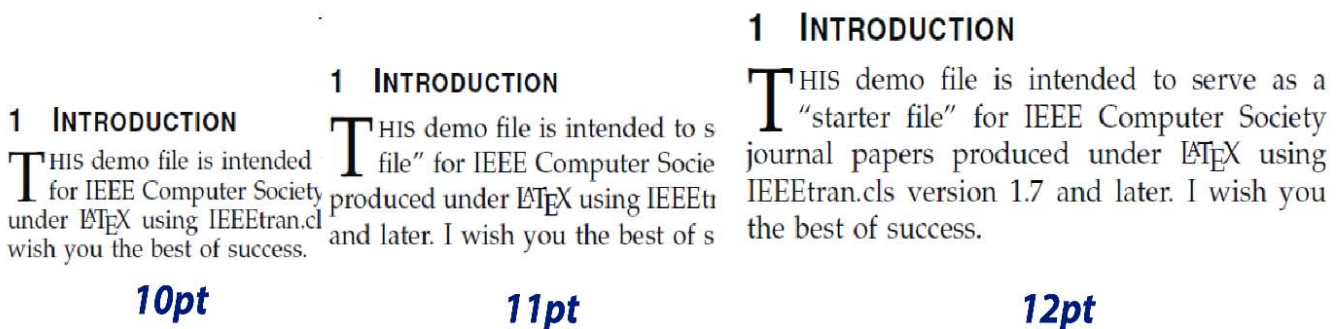 1 INTRODUCTION
THIS demo file is intended
for IEEE Computer Society
under LATEX using IEEEtran.cl
wish you the best of success.
10pt
1 INTRODUCTION
THIS demo file is intended to s
file” for IEEE Computer Socie
produced under LATEX using IEEEt
and later. I wish you the best of s
11pt
1 INTRODUCTION
THIS demo file is intended to serve as a
“starter file” for IEEE Computer Society
journal papers produced under LATEX using
IEEEtran.cls version 1.7 and later. I wish you
the best of success.
12pt